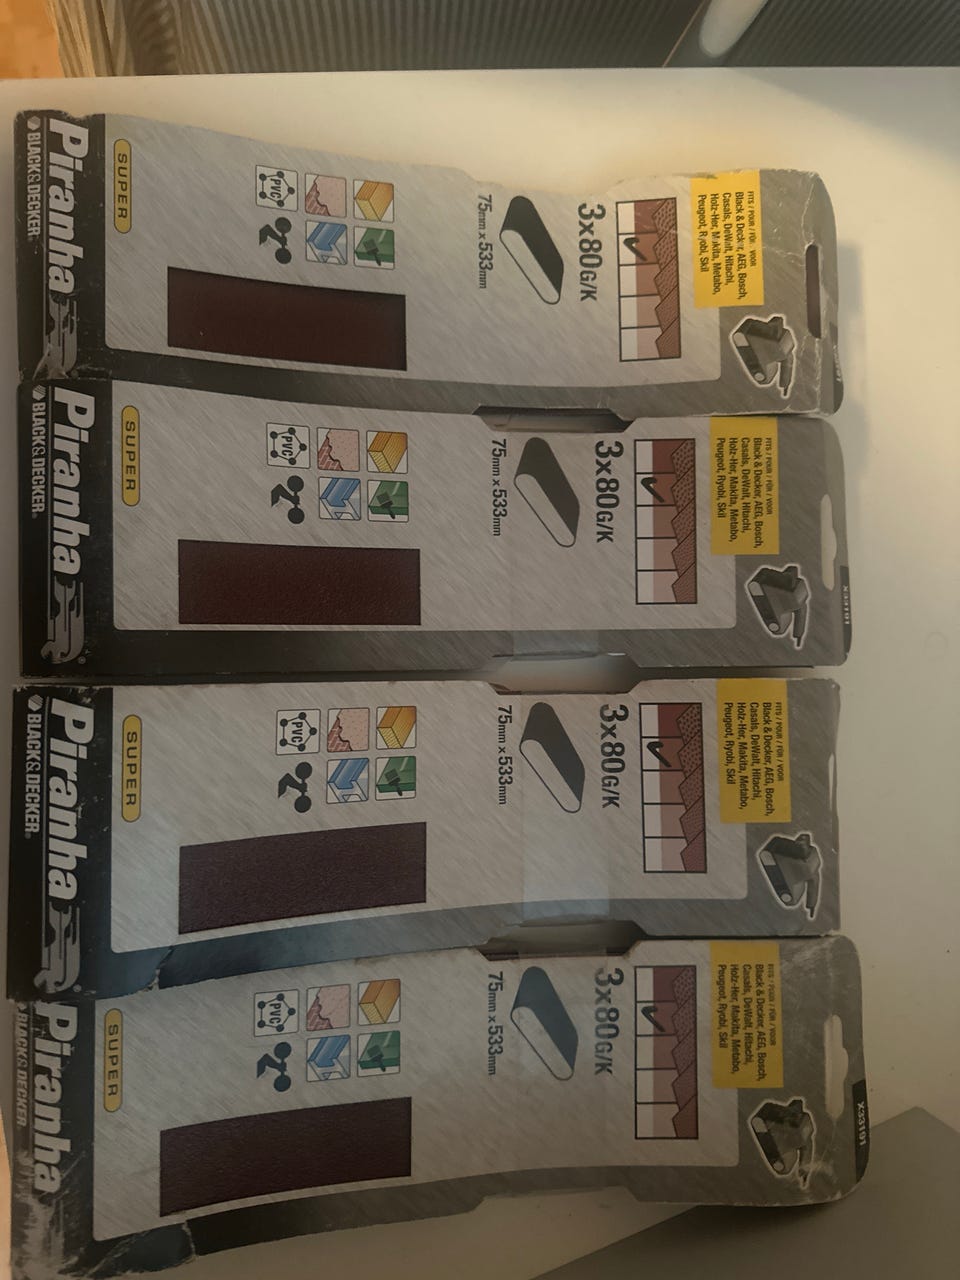 Piranha
BLACK&DECKER®
SUPER
PVC
75mm x 533mm
3x80G/K
FITS / POUR / FÜR / VOOR
Black & Decker, AEG, Bosch,
Casals, DeWalt, Hitachi,
Holz-Her, Makita, Metabo,
Peugeot, Ryobi, Skil
Piranha®
BLACK&DECKER®
SUPER
PVC
75mm x 533mm
3x80G/K
FITS / POUR / FÜR / VOOR
Black & Decker, AEG, Bosch,
Casals, DeWalt, Hitachi,
Holz-Her, Makita, Metabo,
Peugeot, Ryobi, Skil
X33191
Piranha
BLACK&DECKER®
SUPER
PVC
75mm x 533mm
3x80G/K
FITS / POUR / FÜR / VOOR
Black & Decker, AEG, Bosch,
Casals, DeWalt, Hitachi,
Holz-Her, Makita, Metabo,
Peugeot, Ryobi, Skil
Piranha
BLACK&DECKER
SUPER
PVC
75mm x 533mm
3x80G/K
FITS / POUR / FÜR / VOOR
Black & Decker, AEG, Bosch,
Casals, DeWalt, Hitachi,
Holz-Her, Makita, Metabo,
Peugeot, Ryobi, Skil
X33191